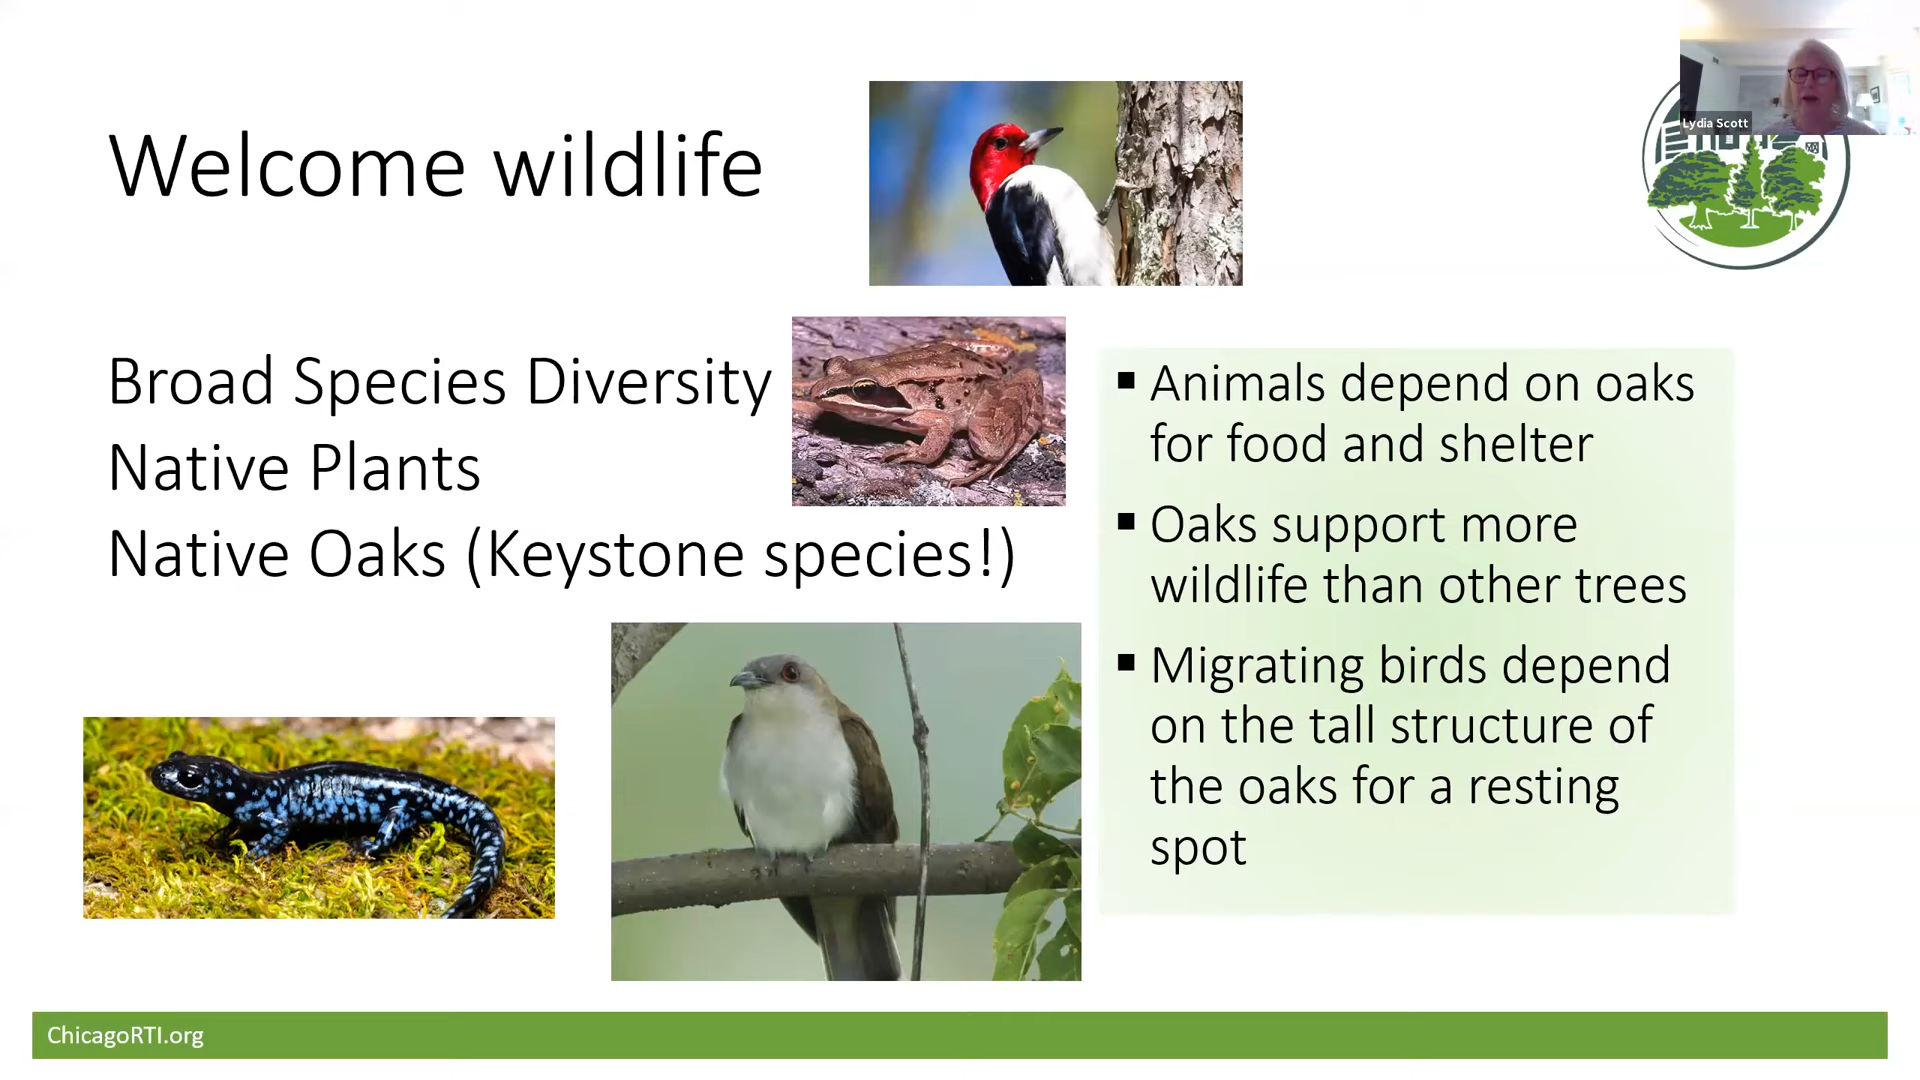 Lydia Scott
Welcome wildlife
Broad Species Diversity
Native Plants
Native Oaks (Keystone species!)
▪ Animals depend on oaks
for food and shelter
▪ Oaks support more
wildlife than other trees
▪ Migrating birds depend
on the tall structure of
the oaks for a resting
spot
ChicagoRTI.org